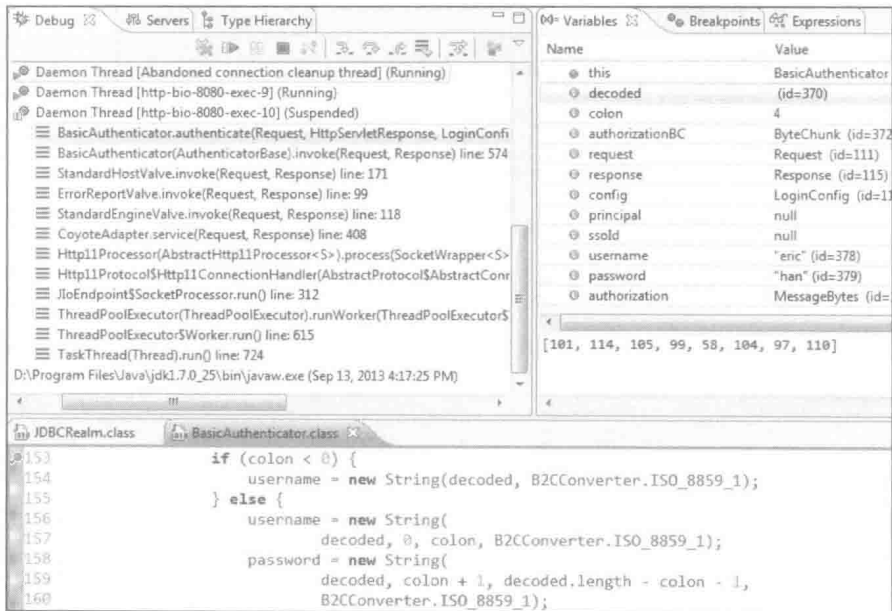 Debug Servers Type Hierarchy
Daemon Thread [Abandoned connection cleanup thread] (Running)
Daemon Thread [http-bio-8080-exec-9] (Running)
Daemon Thread [http-bio-8080-exec-10] (Suspended)
BasicAuthenticator.authenticate(Request, HttpServletResponse, LoginConfi
BasicAuthenticator(AuthenticatorBase).invoke(Request, Response) line: 574
StandardHostValve.invoke(Request, Response) line: 171
ErrorReportValve.invoke(Request, Response) line: 99
StandardEngineValve.invoke(Request, Response) line: 118
CoyoteAdapter.service(Request, Response) line: 408
Http11Processor(AbstractHttp11Processor<S>).process(SocketWrapper<S>
Http11Protocol$Http11ConnectionHandler(AbstractProtocol$AbstractConr
JIoEndpoint$SocketProcessor.run() line: 312
ThreadPoolExecutor(ThreadPoolExecutor).runWorker(ThreadPoolExecutor$
ThreadPoolExecutor$Worker.run() line: 615
TaskThread(Thread).run() line: 724
D:\Program Files\Java\jdk1.7.0_25\bin\javaw.exe (Sep 13, 2013 4:17:25 PM)
(x)= Variables Breakpoints Expressions
Name Value
this BasicAuthenticator
decoded (id=370)
colon 4
authorizationBC ByteChunk (id=372
request Request (id=111)
response Response (id=115)
config LoginConfig (id=11
principal null
ssoId null
username "eric" (id=378)
password "han" (id=379)
authorization MessageBytes (id=
[101, 114, 105, 99, 58, 104, 97, 110]
JDBCRealm.class BasicAuthenticator.class
153 if (colon < 0) {
154 username = new String(decoded, B2CConverter.ISO_8859_1);
155 } else {
156 username = new String(
157 decoded, 0, colon, B2CConverter.ISO_8859_1);
158 password = new String(
159 decoded, colon + 1, decoded.length - colon - 1,
160 B2CConverter.ISO_8859_1);